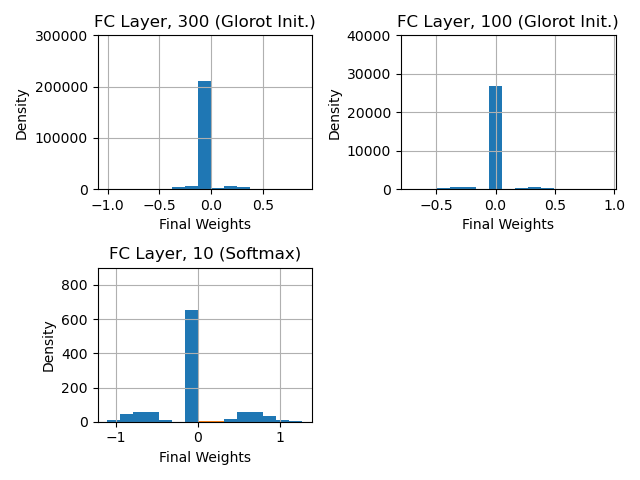 FC Layer, 300 (Glorot Init.)
300000
200000
100000
0
Density
−1.0 −0.5 0.0 0.5
Final Weights
FC Layer, 100 (Glorot Init.)
40000
30000
20000
10000
0
Density
−0.5 0.0 0.5 1.0
Final Weights
FC Layer, 10 (Softmax)
800
600
400
200
0
Density
−1 0 1
Final Weights